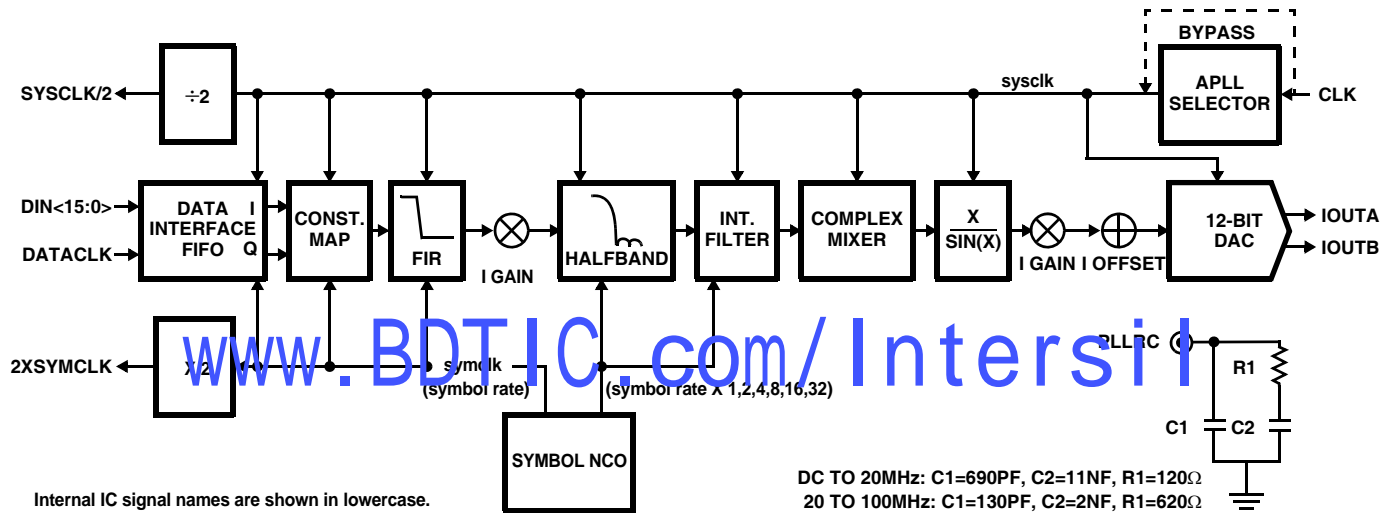 BYPASS
SYSCLK/2
÷2
sysclk
APLL
SELECTOR
CLK
DIN<15:0>
DATACLK
DATA I
INTERFACE
FIFO Q
CONST.
MAP
FIR
I GAIN
HALFBAND
INT.
FILTER
COMPLEX
MIXER
X
SIN(X)
I GAIN
I OFFSET
12-BIT
DAC
IOUTA
IOUTB
2XSYMCLK
X 2
symclk
(symbol rate)
(symbol rate X 1,2,4,8,16,32)
SYMBOL NCO
PLLRC
R1
C1
C2
www.BDTIC.com/Intersil
DC TO 20MHz: C1=690PF, C2=11NF, R1=120Ω
20 TO 100MHz: C1=130PF, C2=2NF, R1=620Ω
Internal IC signal names are shown in lowercase.